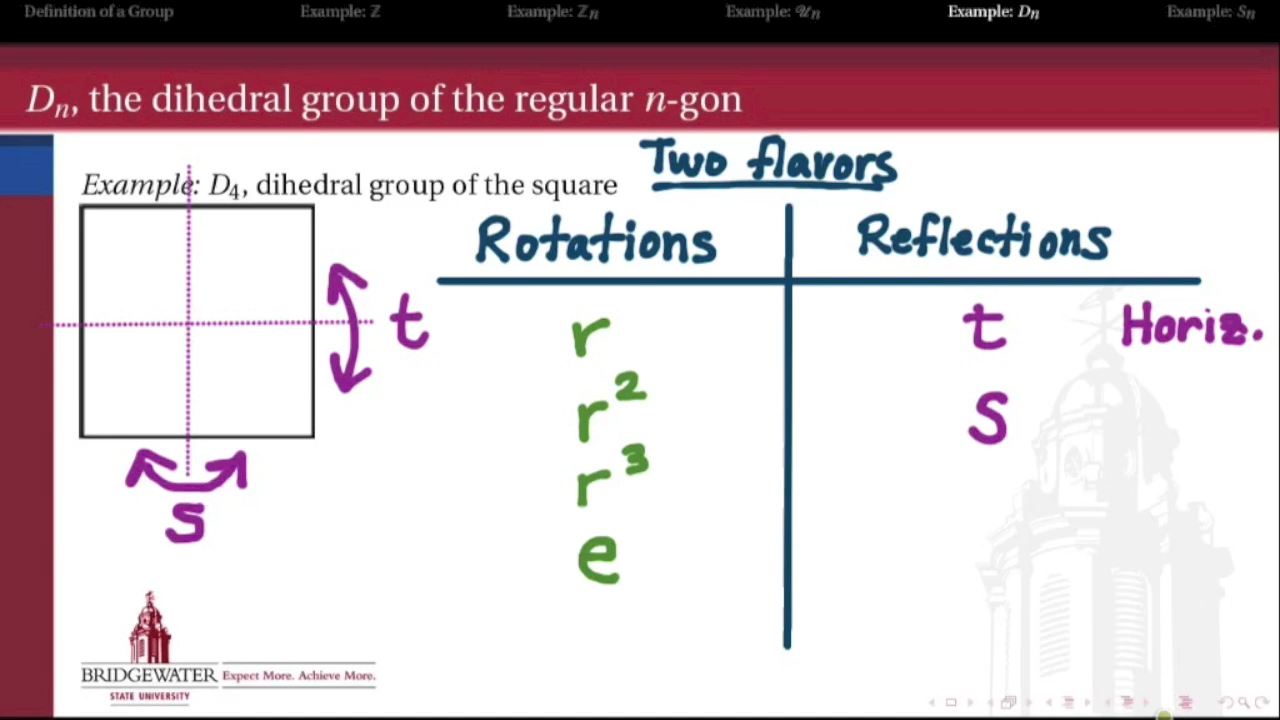 Definition of a Group Example: ℤ Example: ℤn Example: 𝒰n Example: Dn Example: Sn
Dn, the dihedral group of the regular n-gon
Two flavors
Example: D4, dihedral group of the square
Rotations Reflections
t r t Horiz.
r² s
r³
s
e
BRIDGEWATER Expect More. Achieve More.
STATE UNIVERSITY